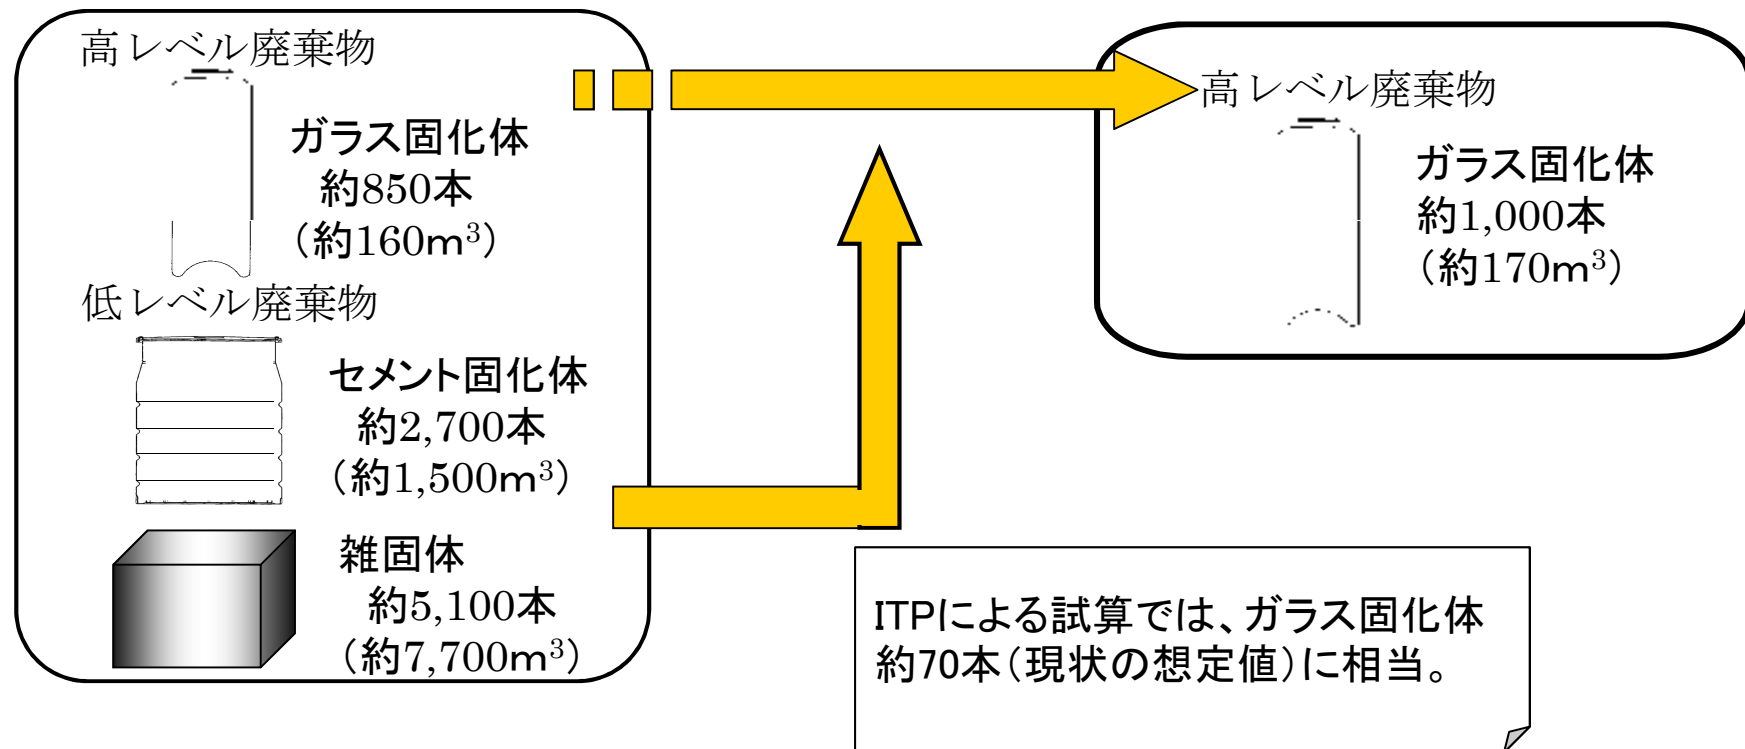 高レベル廃棄物
ガラス固化体
約850本
（約160m³）
低レベル廃棄物
セメント固化体
約2,700本
（約1,500m³）
雑固体
約5,100本
（約7,700m³）
高レベル廃棄物
ガラス固化体
約1,000本
（約170m³）
ITPによる試算では、ガラス固化体
約70本（現状の想定値）に相当。